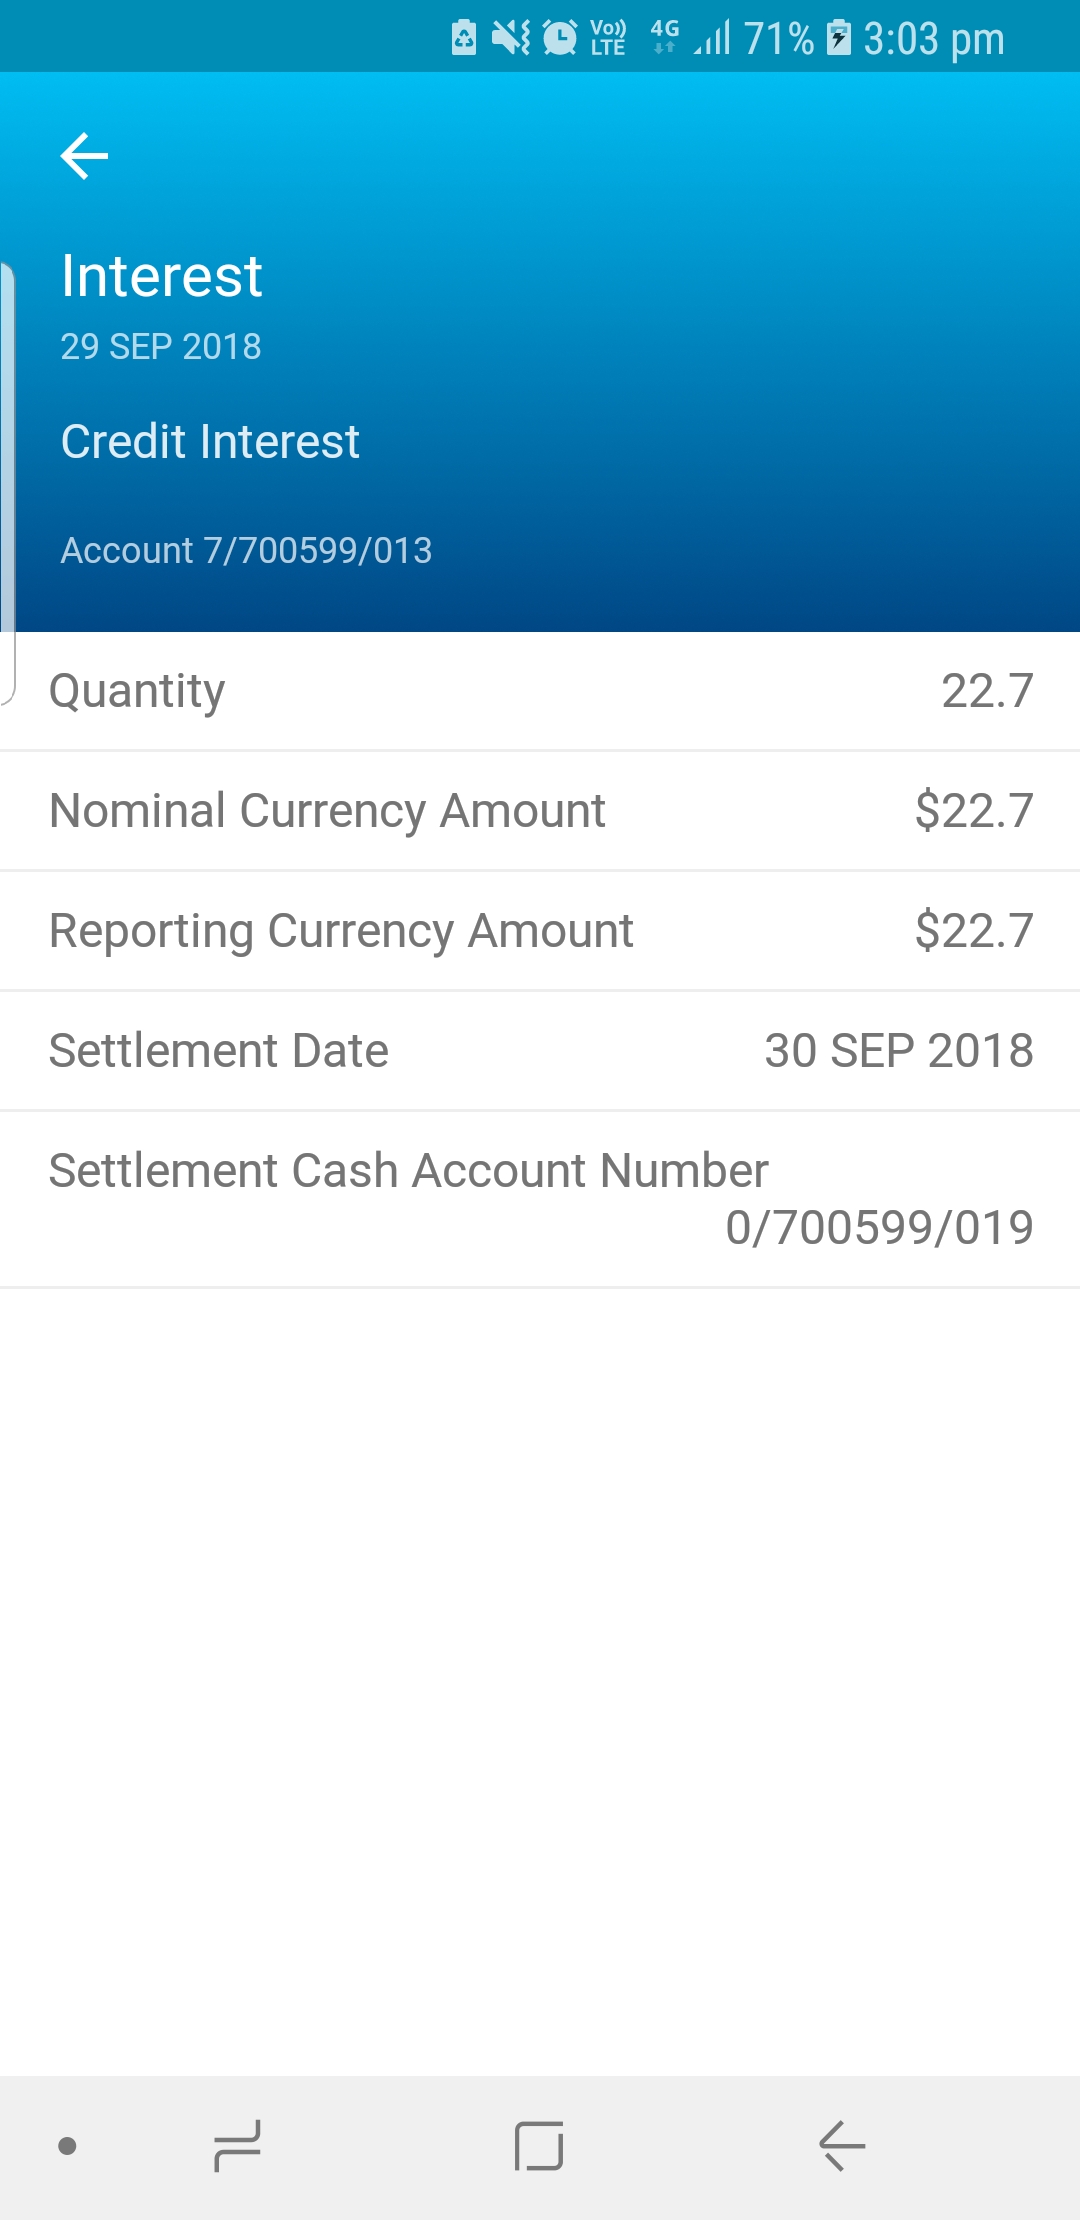 Vo)) LTE 4G 71% 3:03 pm
Interest
29 SEP 2018
Credit Interest
Account 7/700599/013
Quantity 22.7
Nominal Currency Amount $22.7
Reporting Currency Amount $22.7
Settlement Date 30 SEP 2018
Settlement Cash Account Number
0/700599/019